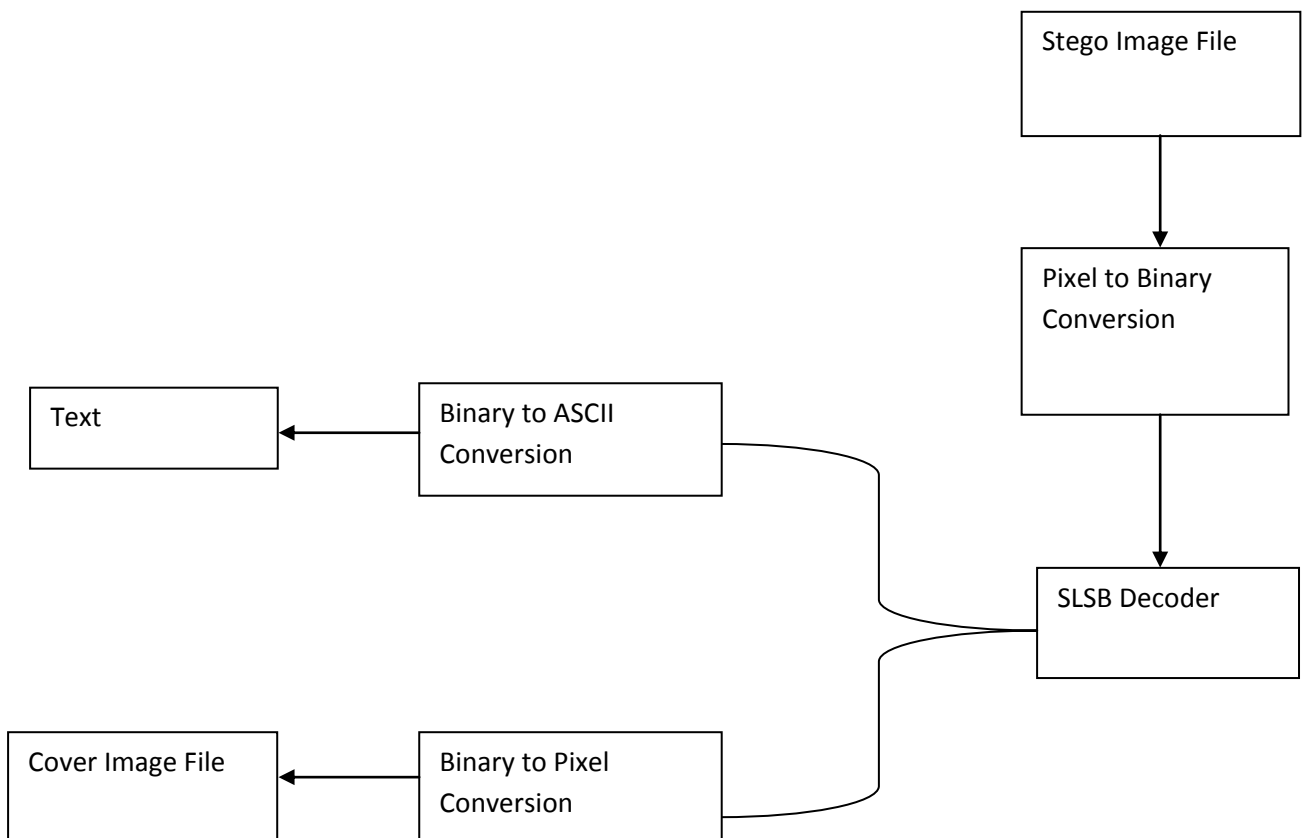 Stego Image File
Pixel to Binary
Conversion
Text
Binary to ASCII
Conversion
SLSB Decoder
Cover Image File
Binary to Pixel
Conversion